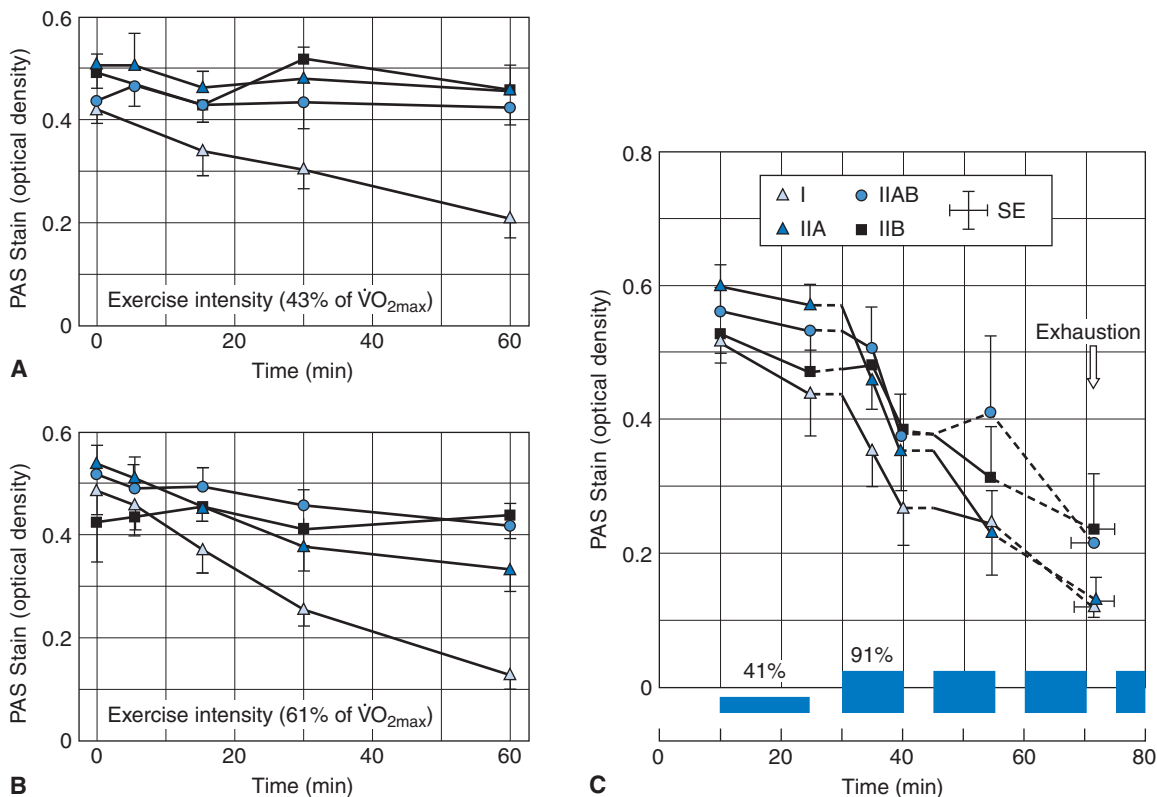 0.6
0.4
0.2
0
PAS Stain (optical density)
Exercise intensity (43% of V̇O2max)
0 20 40 60
Time (min)
A
0.6
0.4
0.2
0
PAS Stain (optical density)
Exercise intensity (61% of V̇O2max)
0 20 40 60
Time (min)
B
0.8
0.6
0.4
0.2
0
PAS Stain (optical density)
I IIAB SE
IIA IIB
Exhaustion
41% 91%
0 20 40 60 80
Time (min)
C